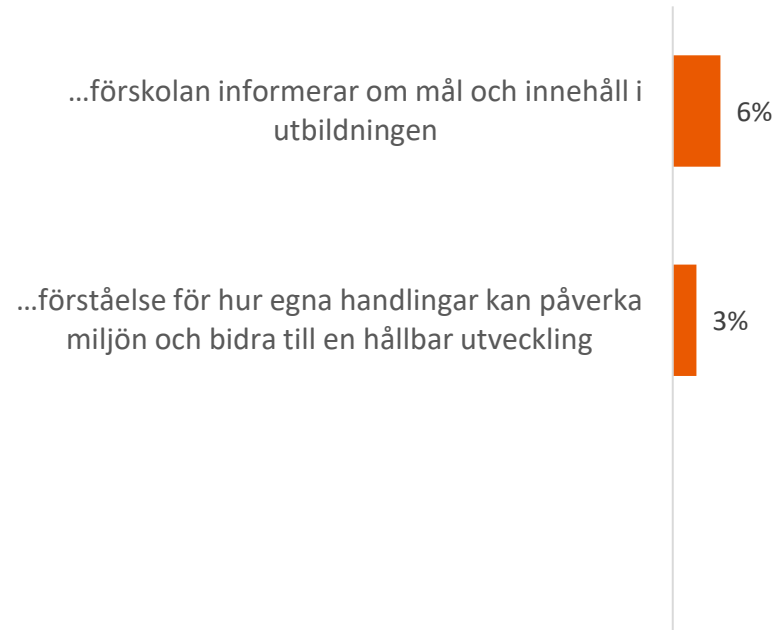 ...förskolan informerar om mål och innehåll i
utbildningen
6%
...förståelse för hur egna handlingar kan påverka
miljön och bidra till en hållbar utveckling
3%